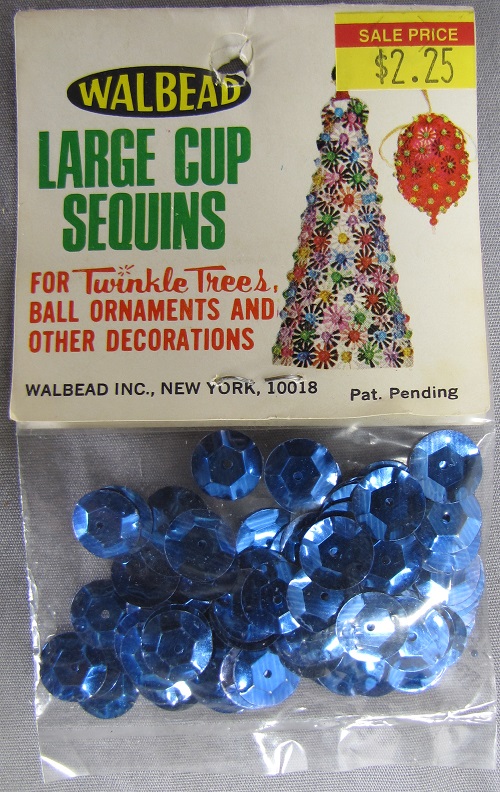 SALE PRICE
$2.25
WALBEAD
LARGE CUP
SEQUINS
FOR Twinkle Trees,
BALL ORNAMENTS AND
OTHER DECORATIONS
WALBEAD INC., NEW YORK, 10018
Pat. Pending